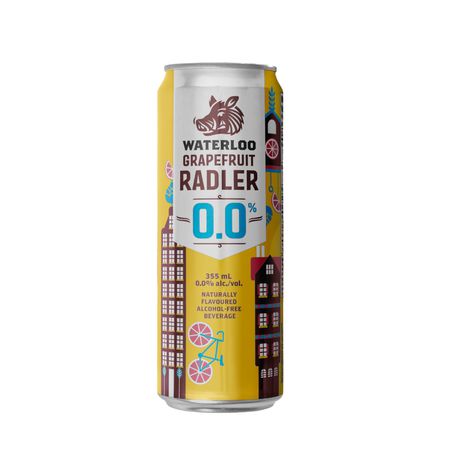 WATERLOO
GRAPEFRUIT
RADLER
0.0%
355 mL
0.0% alc./vol.
NATURALLY
FLAVOURED
ALCOHOL-FREE
BEVERAGE